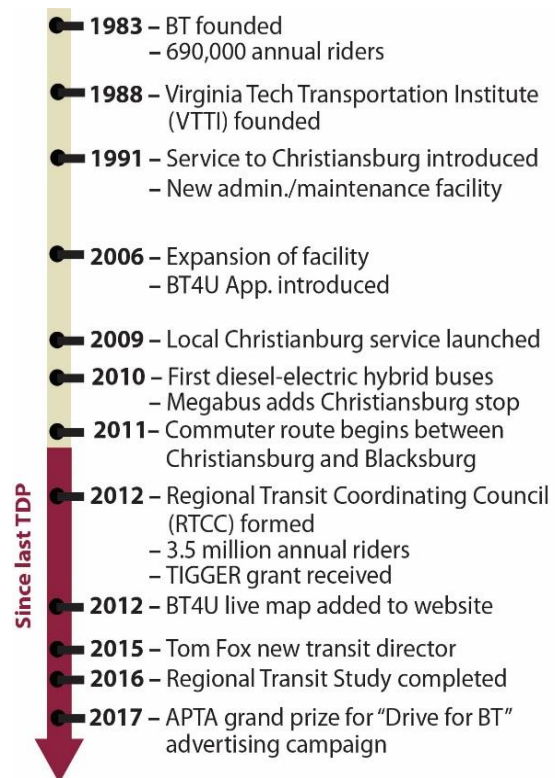 1983 – BT founded
– 690,000 annual riders
1988 – Virginia Tech Transportation Institute
(VTTI) founded
1991 – Service to Christiansburg introduced
– New admin./maintenance facility
2006 – Expansion of facility
– BT4U App. introduced
2009 – Local Christianburg service launched
2010 – First diesel-electric hybrid buses
– Megabus adds Christiansburg stop
2011– Commuter route begins between
Christiansburg and Blacksburg
Since last TDP
2012 – Regional Transit Coordinating Council
(RTCC) formed
– 3.5 million annual riders
– TIGGER grant received
2012 – BT4U live map added to website
2015 – Tom Fox new transit director
2016 – Regional Transit Study completed
2017 – APTA grand prize for “Drive for BT”
advertising campaign